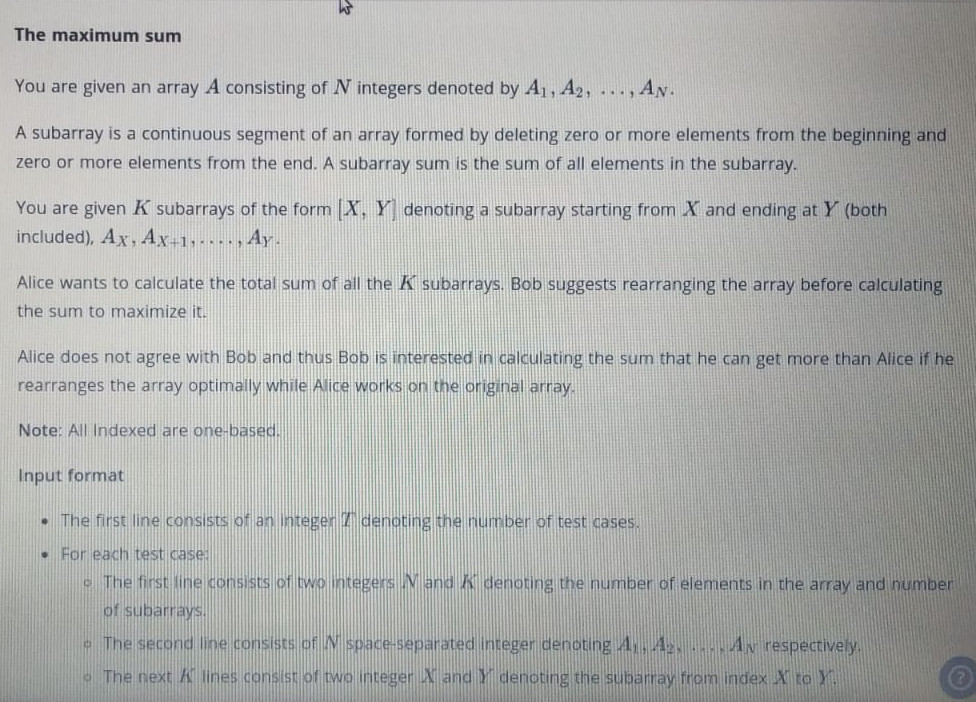 The maximum sum
You are given an array A consisting of N integers denoted by A₁, A₂, ..., A_N.
A subarray is a continuous segment of an array formed by deleting zero or more elements from the beginning and
zero or more elements from the end. A subarray sum is the sum of all elements in the subarray.
You are given K subarrays of the form [X, Y] denoting a subarray starting from X and ending at Y (both
included), A_X, A_X+1, ...., A_Y.
Alice wants to calculate the total sum of all the K subarrays. Bob suggests rearranging the array before calculating
the sum to maximize it.
Alice does not agree with Bob and thus Bob is interested in calculating the sum that he can get more than Alice if he
rearranges the array optimally while Alice works on the original array.
Note: All Indexed are one-based.
Input format
• The first line consists of an integer T denoting the number of test cases.
• For each test case:
◦ The first line consists of two integers N and K denoting the number of elements in the array and number
of subarrays.
◦ The second line consists of N space-separated integer denoting A₁, A₂, ...., A_N respectively.
◦ The next K lines consist of two integer X and Y denoting the subarray from index X to Y.
?